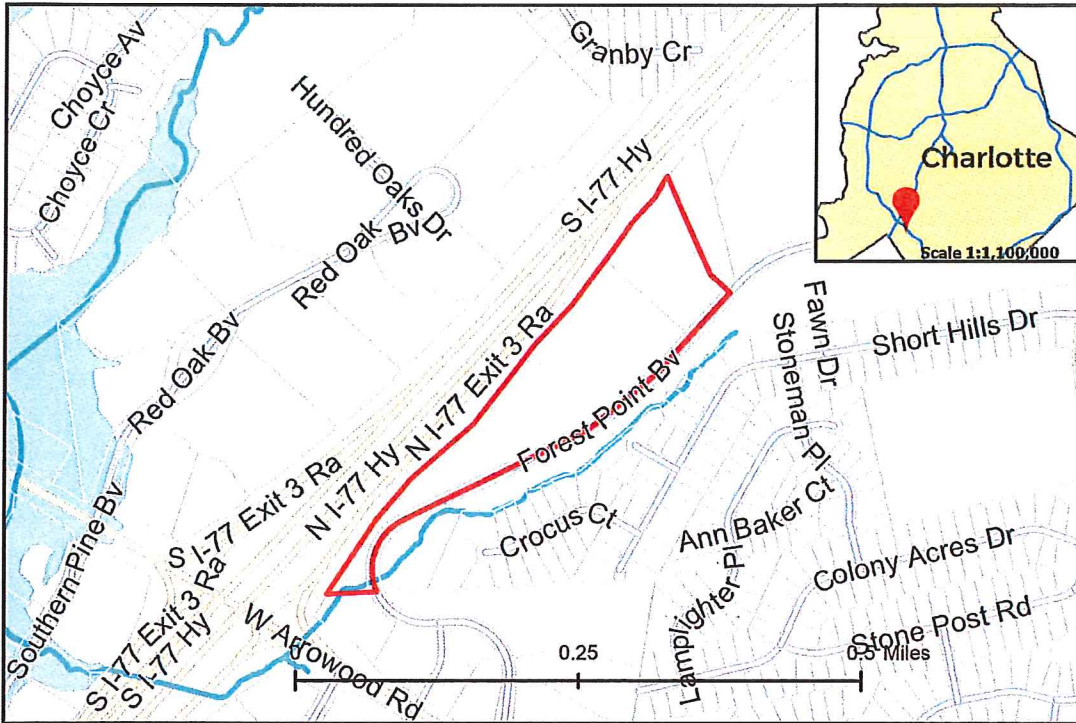 Choyce Av
Choyce Cr
Granby Cr
Hundred Oaks Dr
Red Oak Bv
Red Oak Bv
S I-77 Hy
Charlotte
Scale 1:1,100,000
N I-77 Exit 3 Ra
Forest Point Bv
Fawn Dr
Stoneman Pl
Short Hills Dr
N I-77 Hy
S I-77 Exit 3 Ra
Southern Pine Bv
S I-77 Exit 3 Ra
S I-77 Hy
W Arrowood Rd
Crocus Ct
Ann Baker Ct
Lamplighter Pl
Colony Acres Dr
Stone Post Rd
0
0.25
0.5 Miles